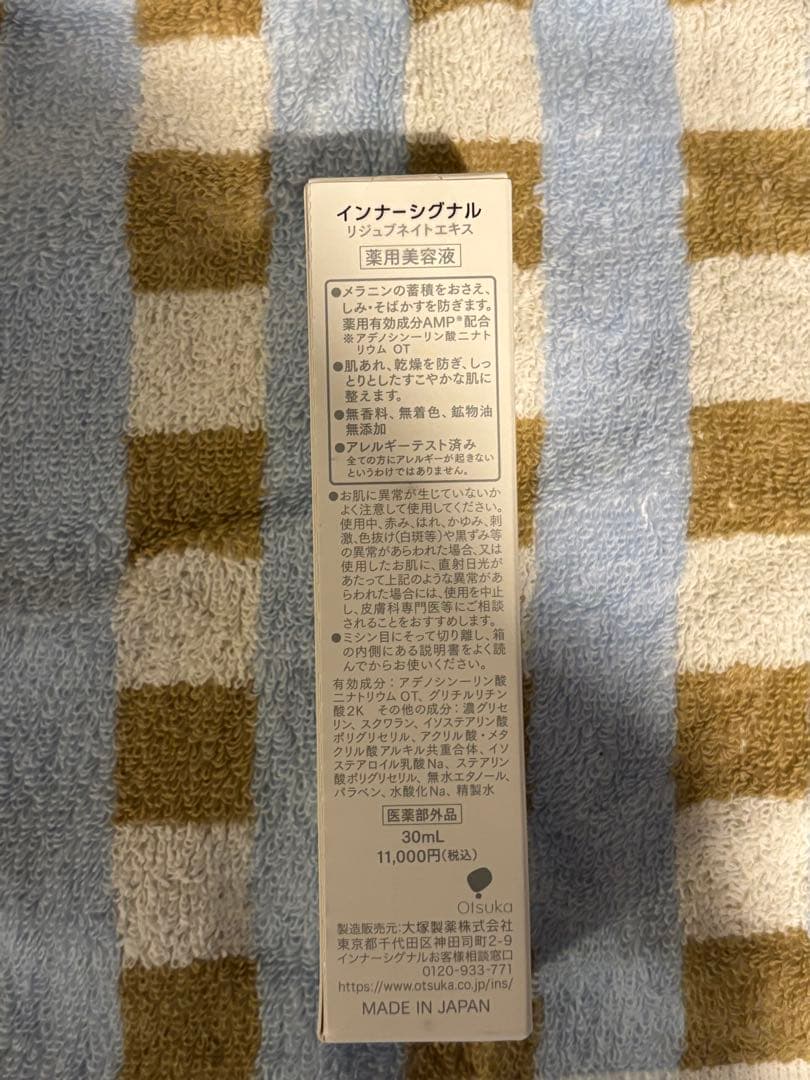 インナーシグナル
リジュブネイトエキス
薬用美容液
●メラニンの蓄積をおさえ、
しみ・そばかすを防ぎます。
薬用有効成分AMP※配合
※アデノシン一リン酸二ナト
リウム OT
●肌あれ、乾燥を防ぎ、しっ
とりとしたすこやかな肌に
整えます。
●無香料、無着色、鉱物油
無添加
●アレルギーテスト済み
全ての方にアレルギーが起きない
というわけではありません。
●お肌に異常が生じていないか
よく注意して使用してください。
使用中、赤み、はれ、かゆみ、刺
激、色抜け(白斑等)や黒ずみ等
の異常があらわれた場合、又は
使用したお肌に、直射日光が
あたって上記のような異常があ
らわれた場合には、使用を中止
し、皮膚科専門医等にご相談
されることをおすすめします。
●ミシン目にそって切り離し、箱
の内側にある説明書をよく読
んでからお使いください。
有効成分：アデノシン一リン酸
二ナトリウム OT、グリチルリチン
酸2K その他の成分：濃グリセ
リン、スクワラン、イソステアリン酸
ポリグリセリル、アクリル酸・メタ
クリル酸アルキル共重合体、イソ
ステアロイル乳酸Na、ステアリン
酸ポリグリセリル、無水エタノール、
パラベン、水酸化Na、精製水
医薬部外品
30mL
11,000円(税込)
Otsuka
製造販売元：大塚製薬株式会社
東京都千代田区神田司町2-9
インナーシグナルお客様相談窓口
0120-933-771
https://www.otsuka.co.jp/ins/
MADE IN JAPAN